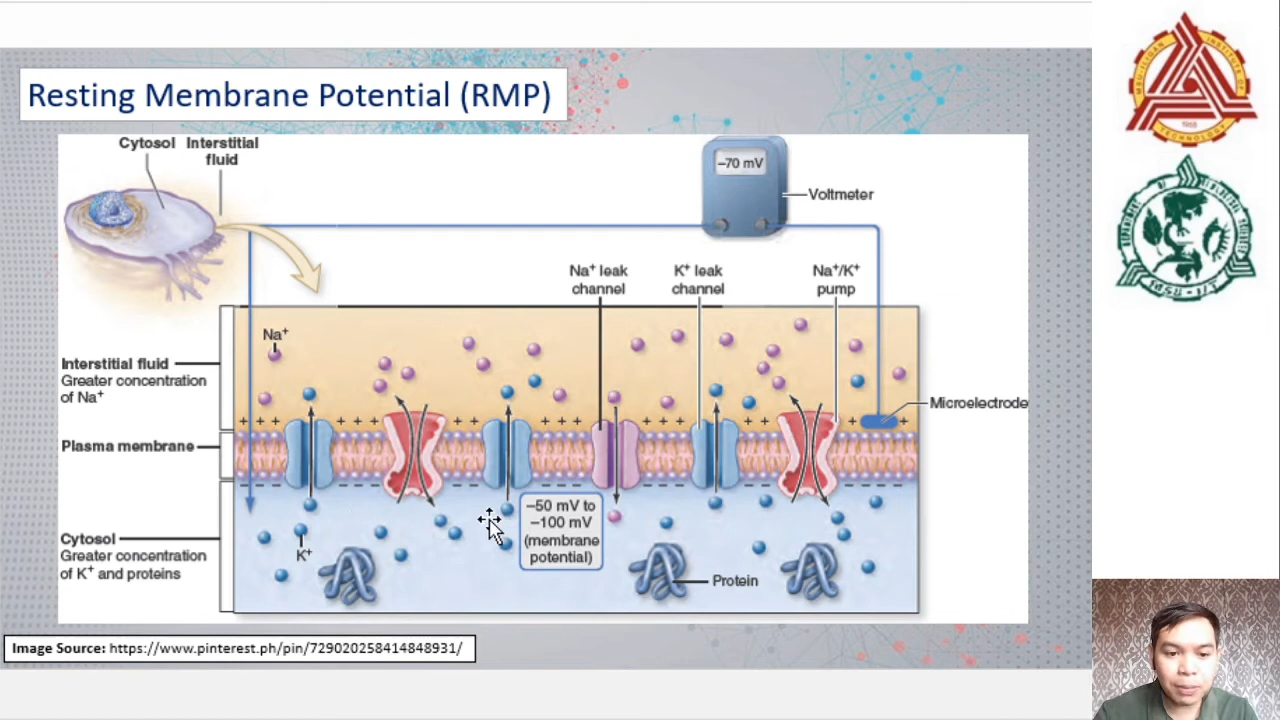 Resting Membrane Potential (RMP)
Cytosol
Interstitial
fluid
−70 mV
Voltmeter
Na⁺ leak
channel
K⁺ leak
channel
Na⁺/K⁺
pump
Na⁺
Interstitial fluid
Greater concentration
of Na⁺
+ + + +
+ +
+ + +
+ + + +
+ +
+
+
Microelectrode
Plasma membrane
−50 mV to
−100 mV
(membrane
potential)
Cytosol
Greater concentration
of K⁺ and proteins
K⁺
Protein
Image Source: https://www.pinterest.ph/pin/729020258414848931/
1968
TECHNOLOGY